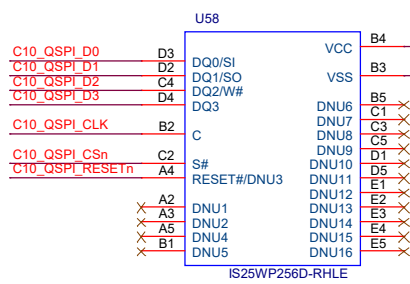 U58
C10_QSPI_D0 D3 DQ0/SI VCC B4
C10_QSPI_D1 D2 DQ1/SO VSS B3
C10_QSPI_D2 C4 DQ2/W#
C10_QSPI_D3 D4 DQ3 DNU6 B5
DNU7 C1
C10_QSPI_CLK B2 C DNU8 C3
DNU9 C5
C10_QSPI_CSn C2 S# DNU10 D1
C10_QSPI_RESETn A4 RESET#/DNU3 DNU11 D5
DNU12 E1
A2 DNU1 DNU13 E2
A3 DNU2 DNU14 E3
A5 DNU4 DNU15 E4
B1 DNU5 DNU16 E5
IS25WP256D-RHLE